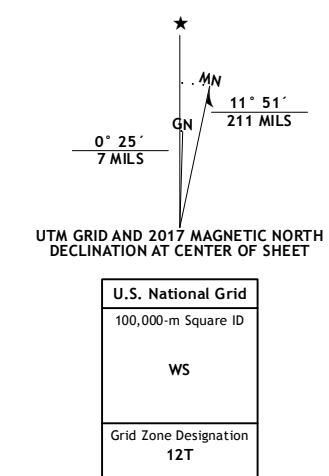 ★
MN
GN
11° 51´
211 MILS
0° 25´
7 MILS
UTM GRID AND 2017 MAGNETIC NORTH
DECLINATION AT CENTER OF SHEET
U.S. National Grid
100,000-m Square ID
WS
Grid Zone Designation
12T